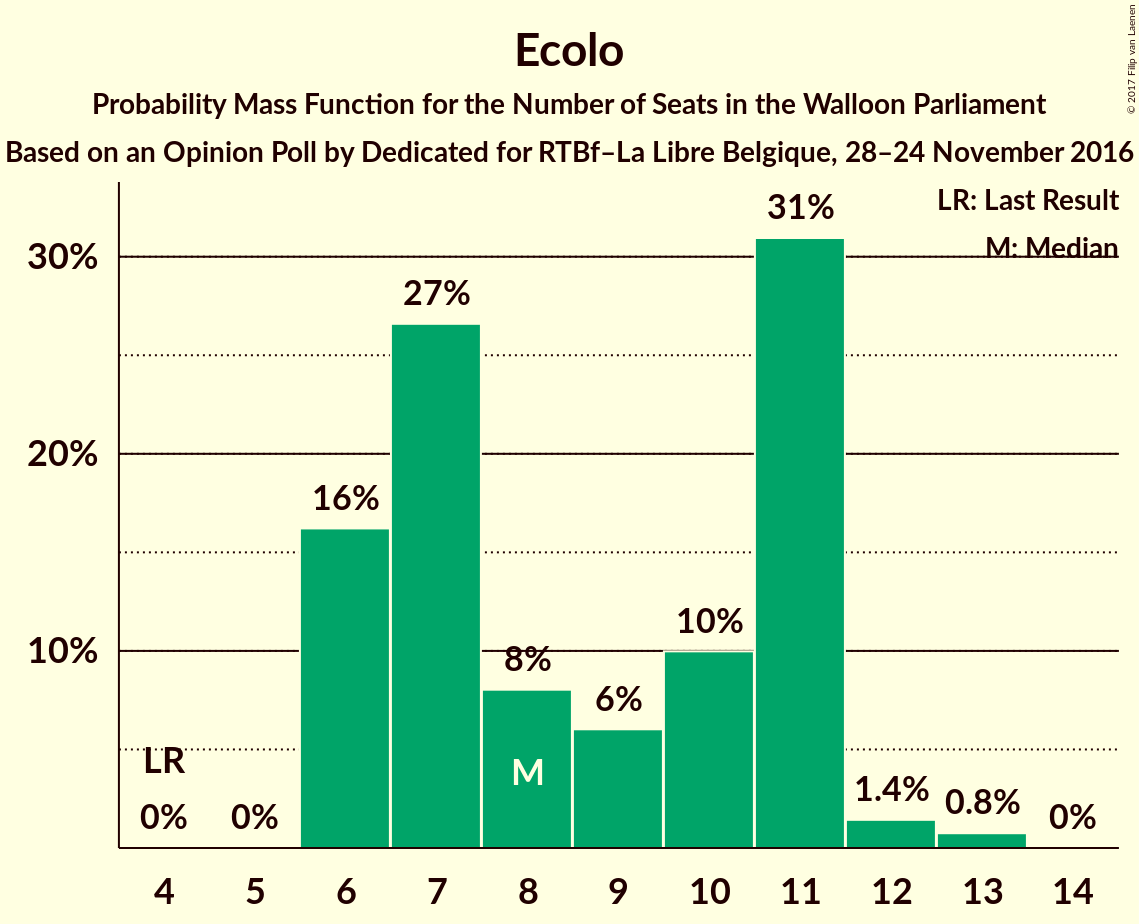 Ecolo
Probability Mass Function for the Number of Seats in the Walloon Parliament
Based on an Opinion Poll by Dedicated for RTBf–La Libre Belgique, 28–24 November 2016
© 2017 Filip van Laenen
LR: Last Result
M: Median
30%
20%
10%
LR
0%
0%
16%
27%
8%
M
6%
10%
31%
1.4%
0.8%
0%
4 5 6 7 8 9 10 11 12 13 14